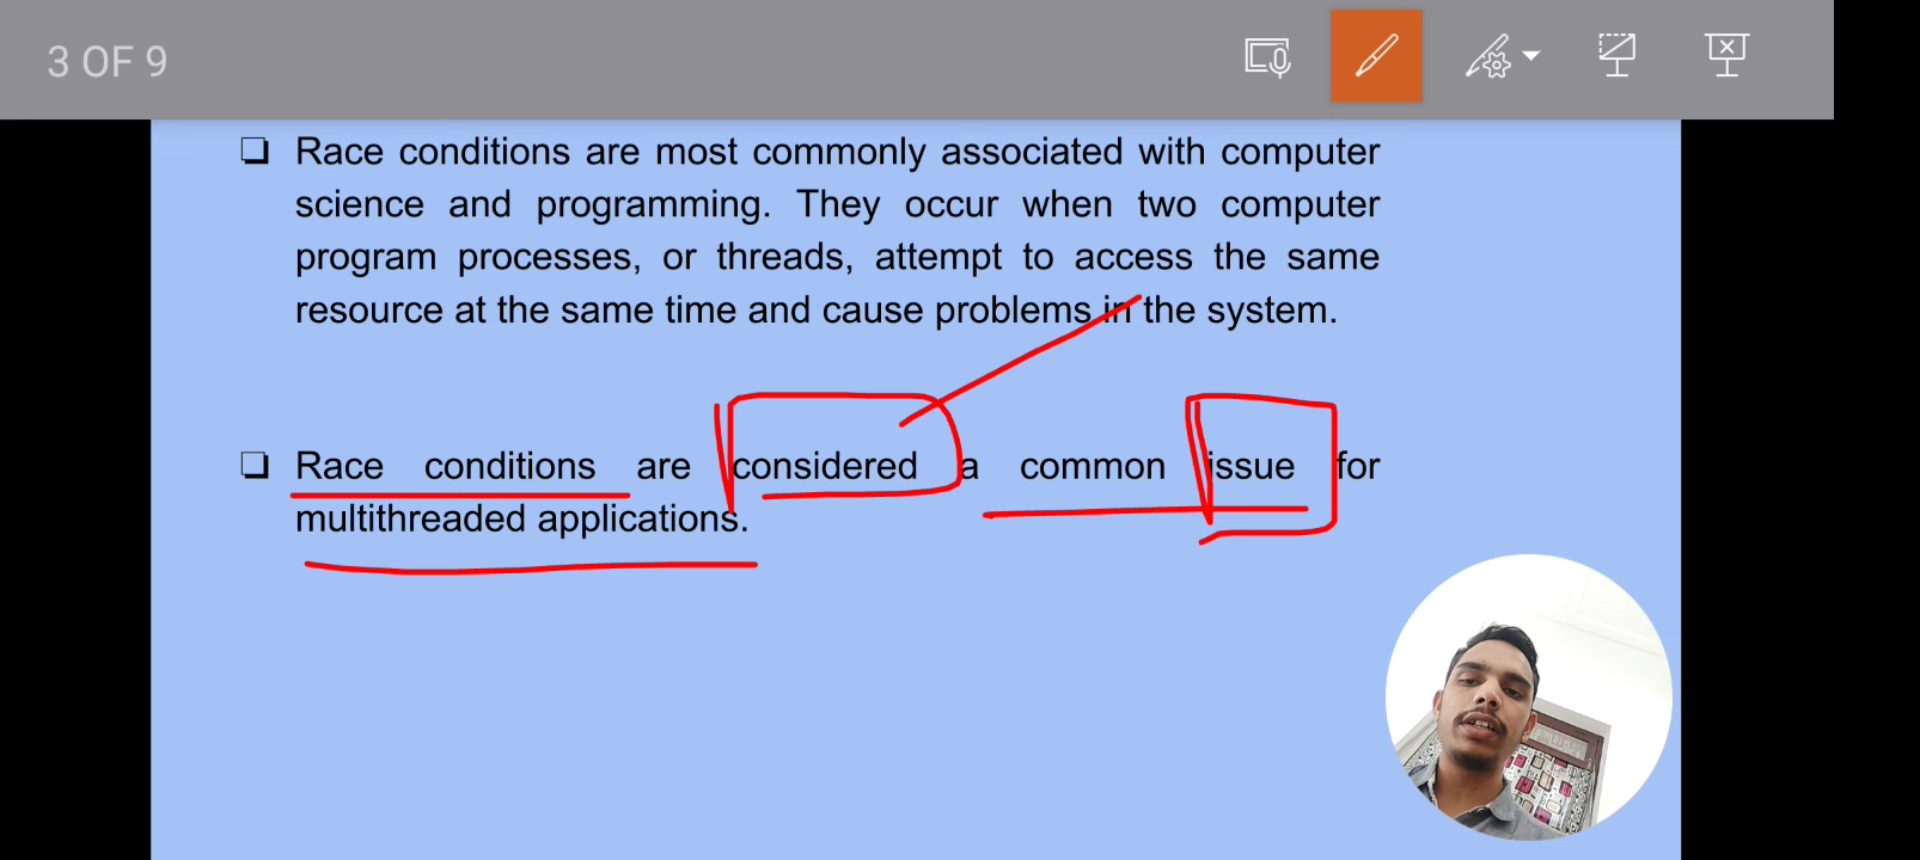 3 OF 9
Race conditions are most commonly associated with computer
science and programming. They occur when two computer
program processes, or threads, attempt to access the same
resource at the same time and cause problems in the system.
Race conditions are considered a common issue for
multithreaded applications.